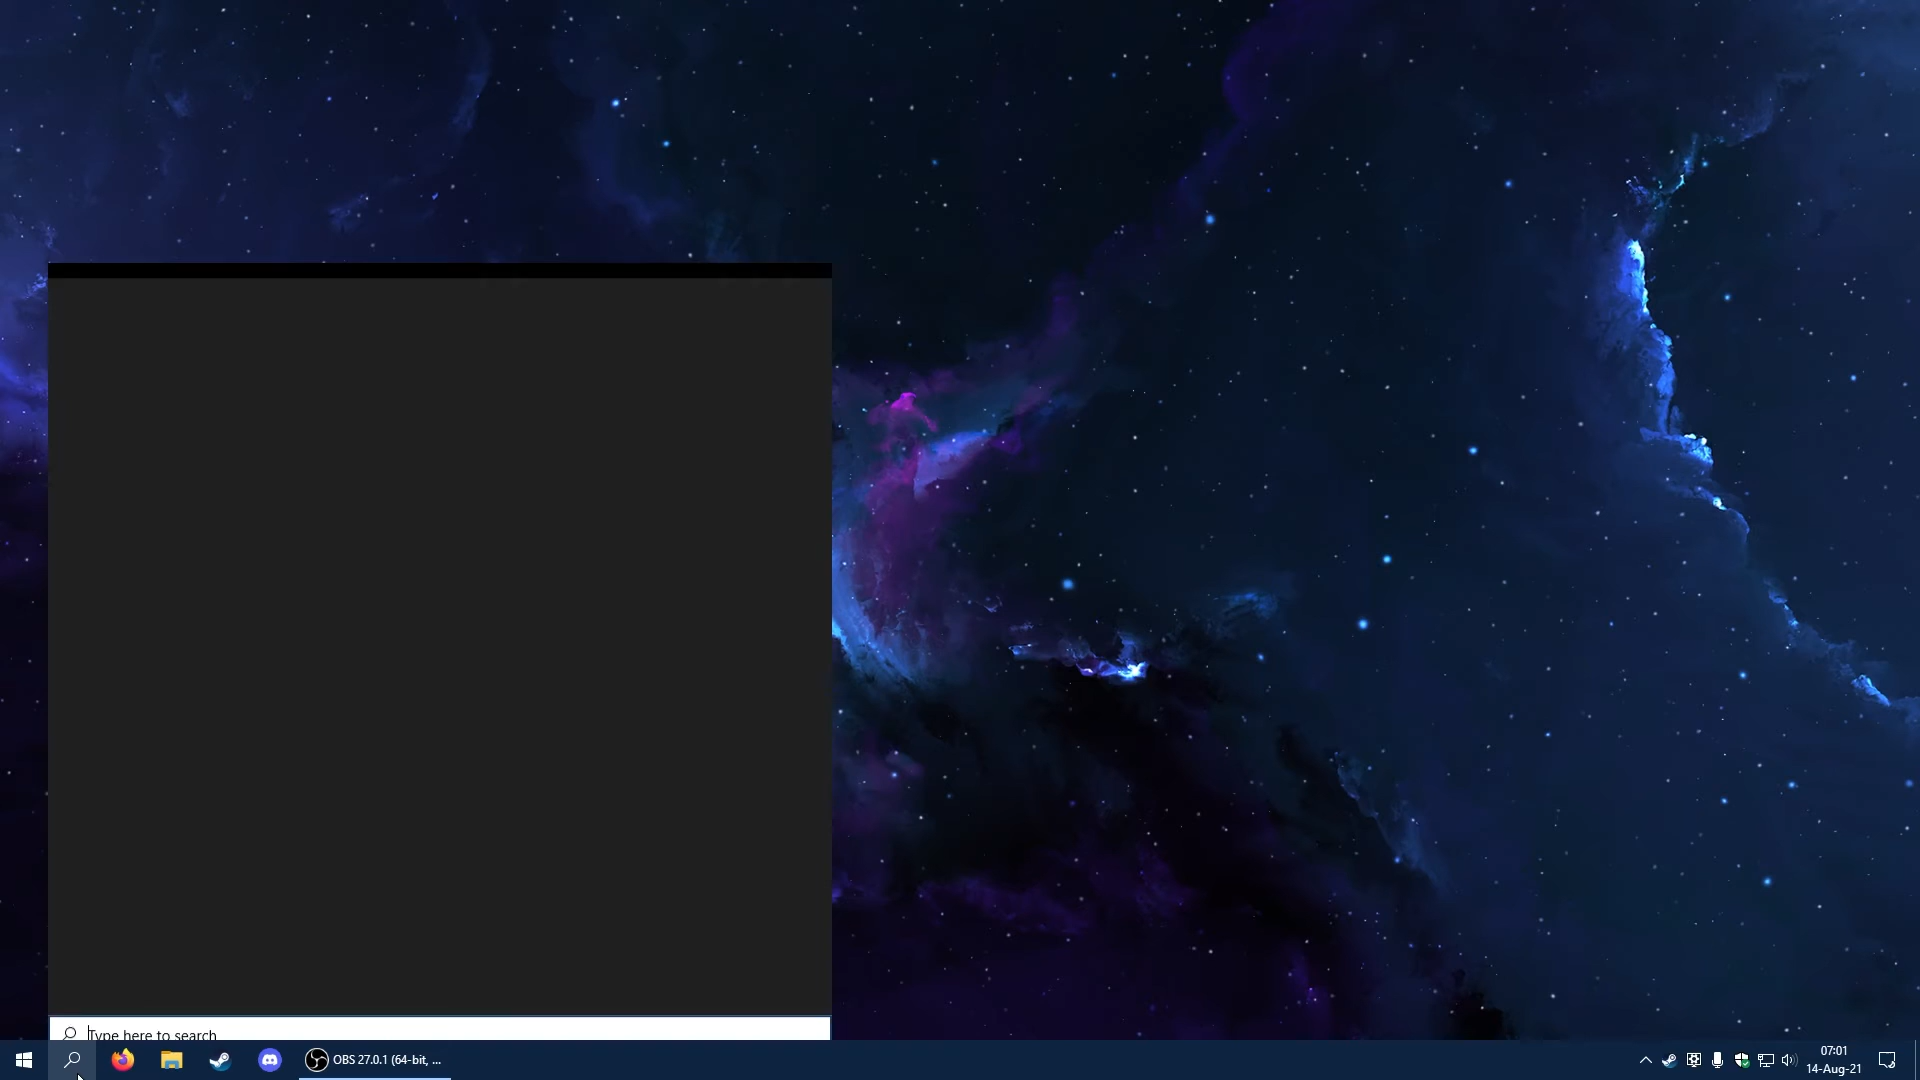 Type here to search
OBS 27.0.1 (64-bit, ...
07:01
14-Aug-21